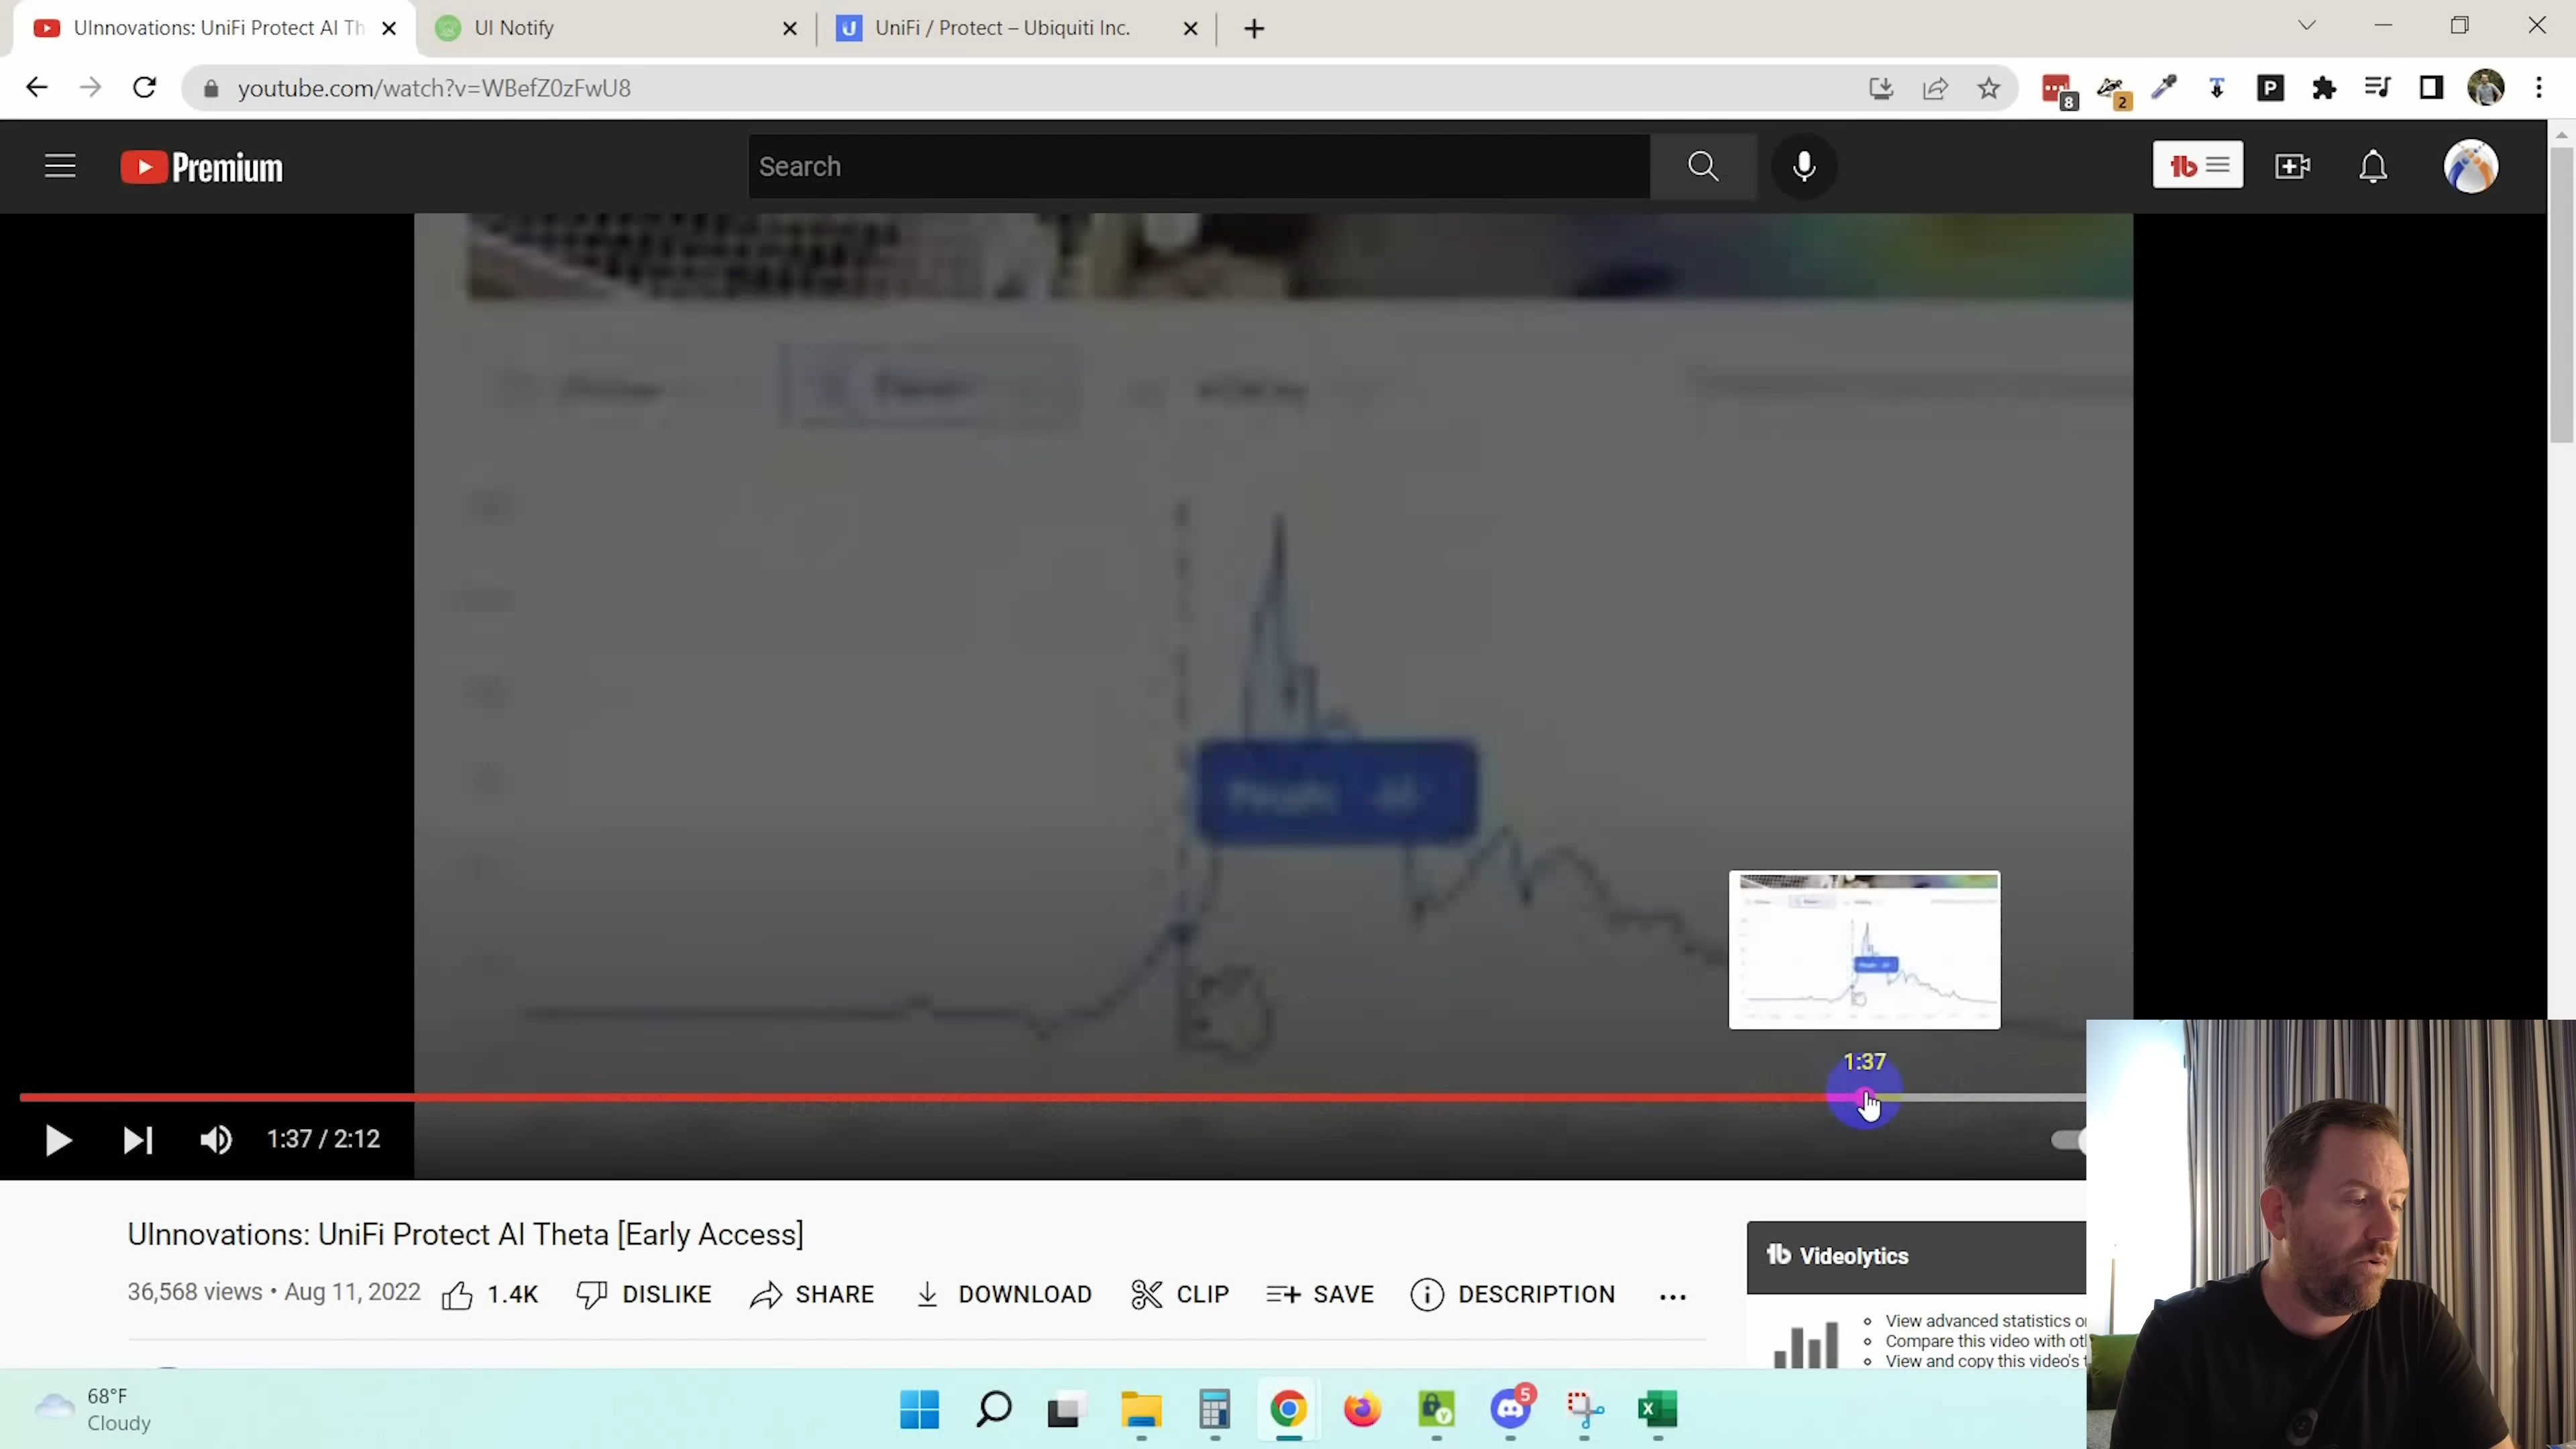 UInnovations: UniFi Protect AI Th
UI Notify
UniFi / Protect – Ubiquiti Inc.
youtube.com/watch?v=WBefZ0zFwU8
8
2
P
Premium
Search
People
1:37
1:37 / 2:12
UInnovations: UniFi Protect AI Theta [Early Access]
36,568 views • Aug 11, 2022
1.4K
DISLIKE
SHARE
DOWNLOAD
CLIP
SAVE
DESCRIPTION
Videolytics
View advanced statistics o
Compare this video with ot
View and copy this video's t
68°F
Cloudy
5